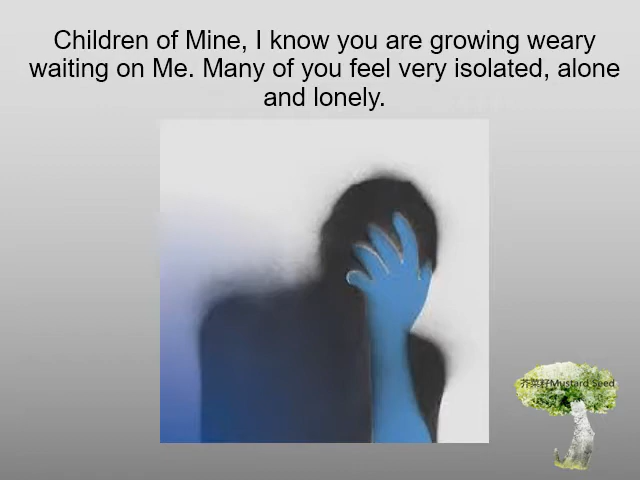 Children of Mine, I know you are growing weary
waiting on Me. Many of you feel very isolated, alone
and lonely.
芥菜籽Mustard Seed